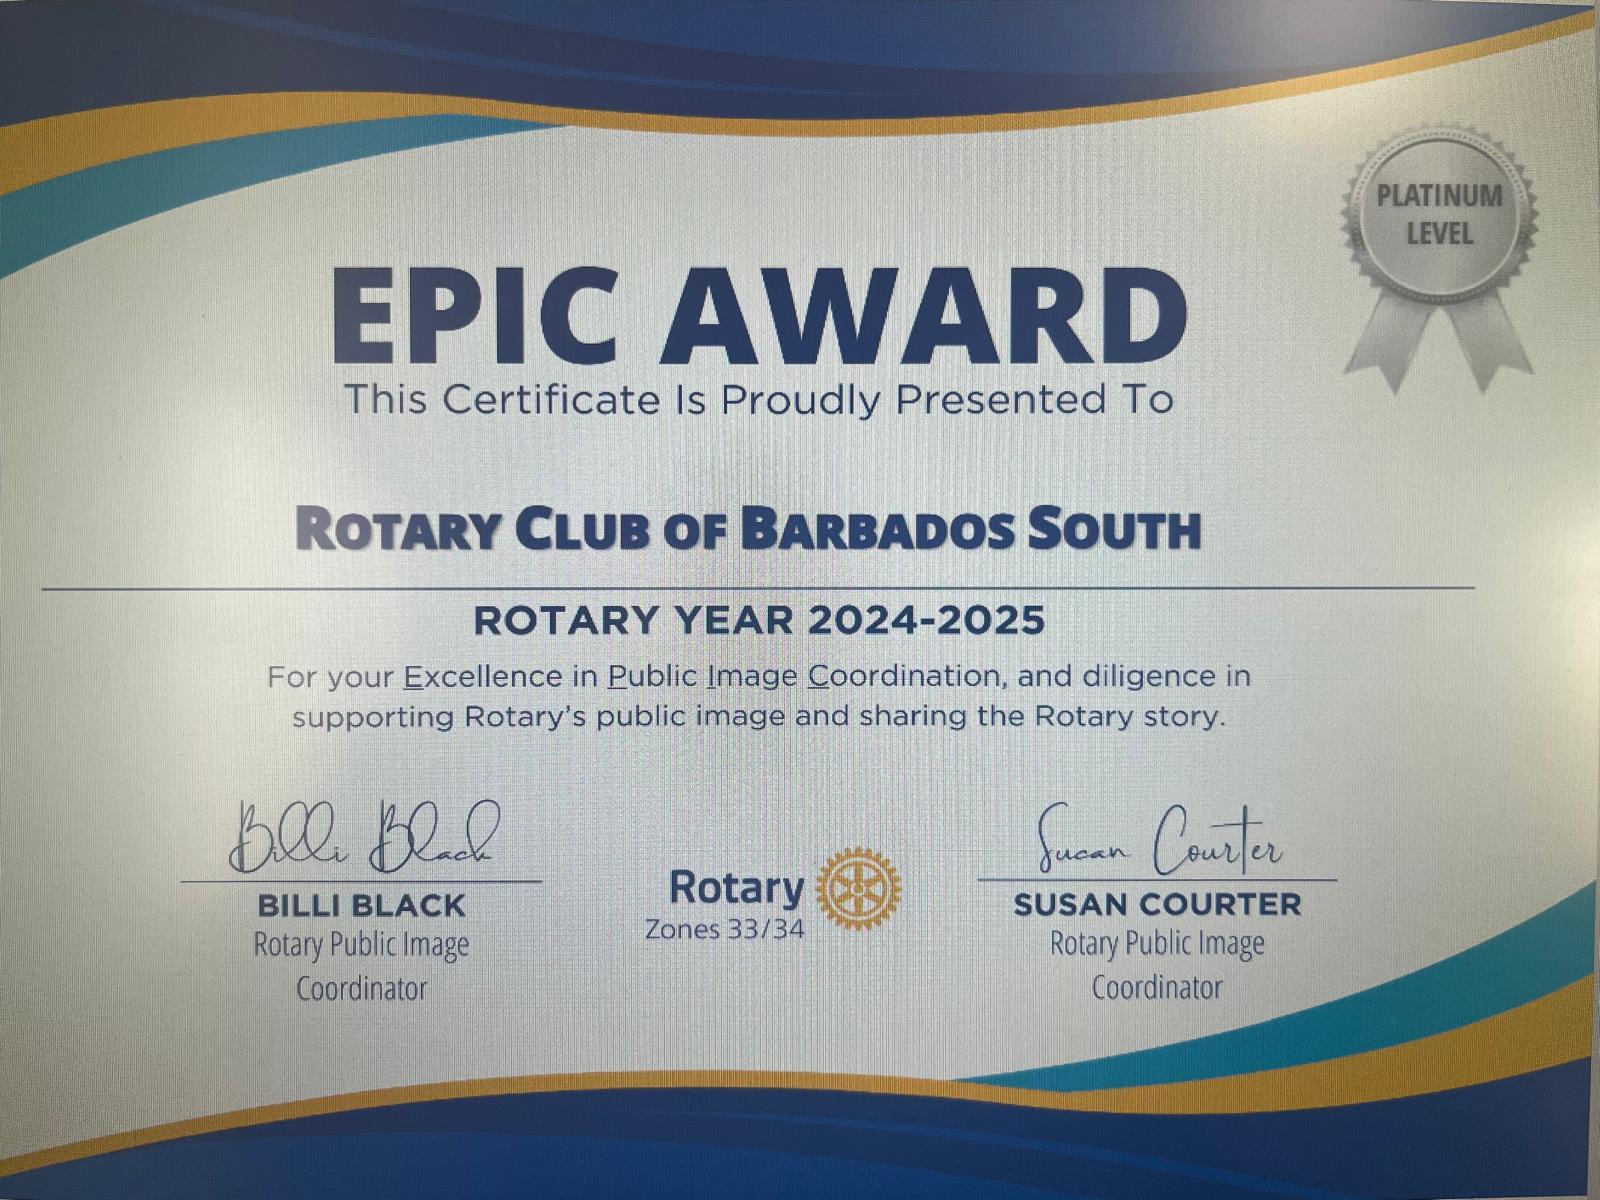 PLATINUM
LEVEL
EPIC AWARD
This Certificate Is Proudly Presented To
ROTARY CLUB OF BARBADOS SOUTH
ROTARY YEAR 2024-2025
For your Excellence in Public Image Coordination, and diligence in
supporting Rotary's public image and sharing the Rotary story.
Billi Black
Susan Courter
BILLI BLACK
Rotary Public Image
Coordinator
Rotary
Zones 33/34
SUSAN COURTER
Rotary Public Image
Coordinator